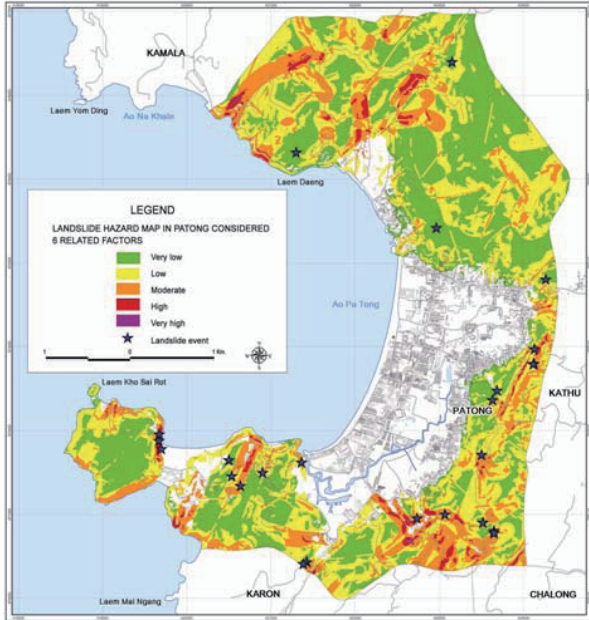 KAMALA
Laem Yom Ding
Ao Na Khale
Laem Daeng
LEGEND
LANDSLIDE HAZARD MAP IN PATONG CONSIDERED
6 RELATED FACTORS
Very low
Low
Moderate
High
Very high
Landslide event
1 0 1 Km.
Ao Pa Tong
Laem Kho Sai Rot
PATONG
KATHU
Laem Mai Ngang
KARON
CHALONG